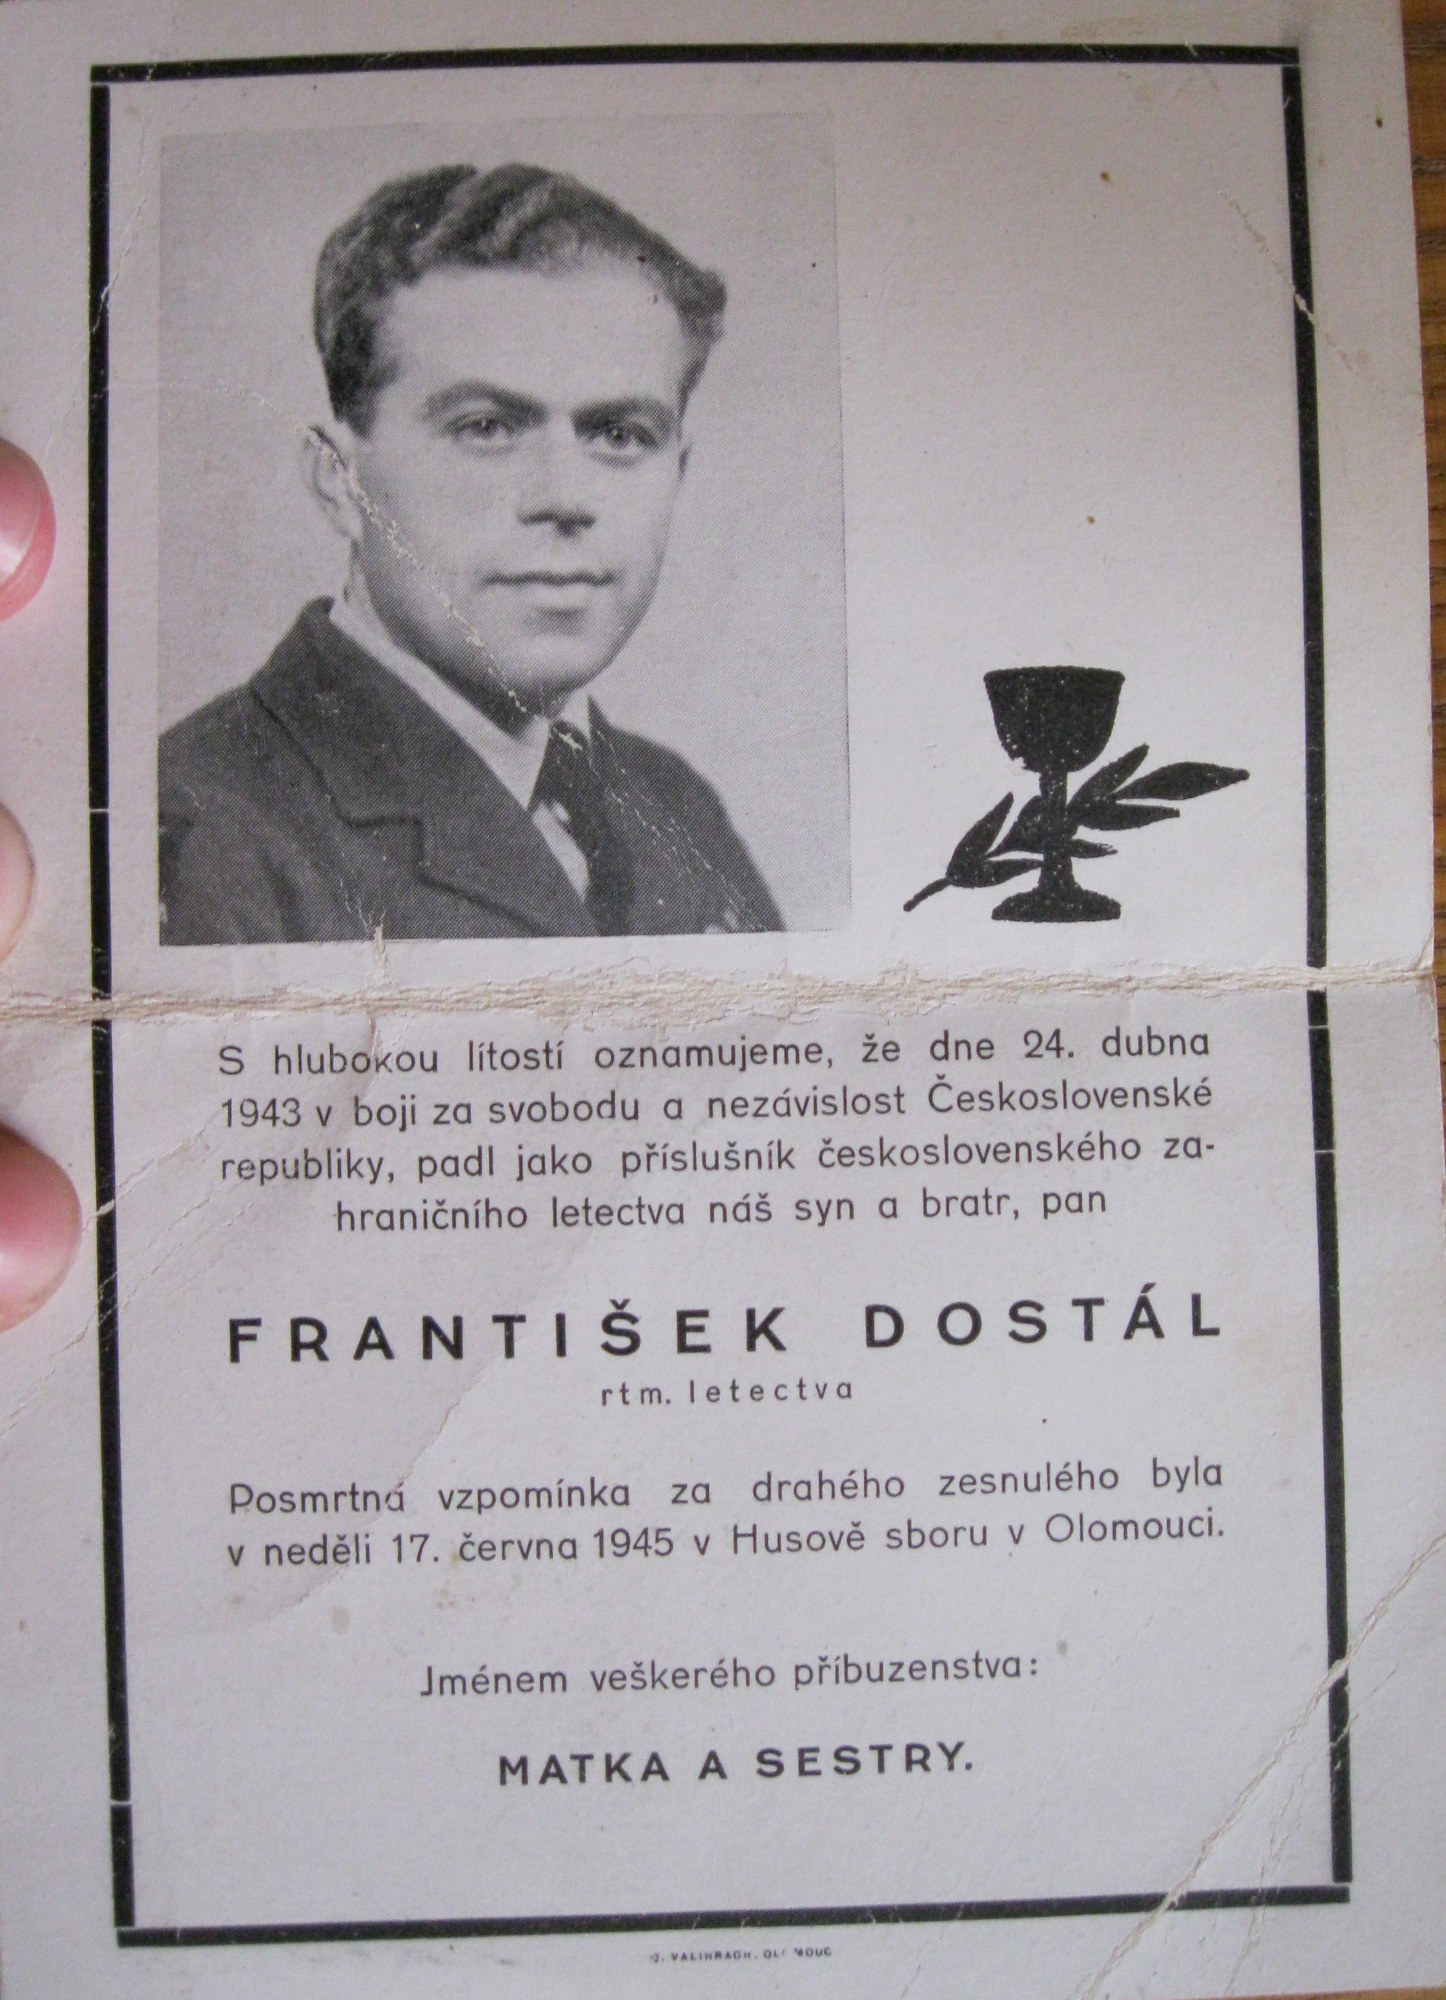 S hlubokou lítostí oznamujeme, že dne 24. dubna
1943 v boji za svobodu a nezávislost Československé
republiky, padl jako příslušník československého za-
hraničního letectva náš syn a bratr, pan
FRANTIŠEK DOSTÁL
rtm. letectva
Posmrtná vzpomínka za drahého zesnulého byla
v neděli 17. června 1945 v Husově sboru v Olomouci.
Jménem veškerého příbuzenstva:
MATKA A SESTRY.
J. VALIHRACH, OLOMOUC